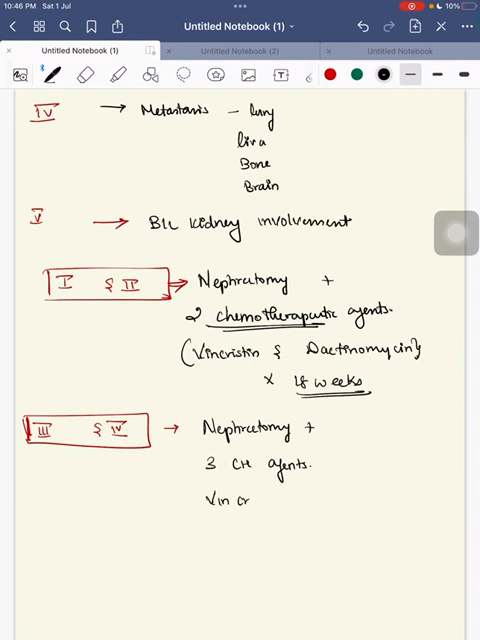 10:46 PM Sat 1 Jul
10%
Untitled Notebook (1)
Untitled Notebook (1)
Untitled Notebook (2)
Untitled Notebook
IV → Metastasis – lung
liva
Bone
Brain
V → B/L kidney involvement
I & II → Nephrectomy +
2 chemotherapeutic agents.
(Vincristin & Dactinomycin)
× 18 weeks
III & IV → Nephrectomy +
3 CH agents.
Vin cr